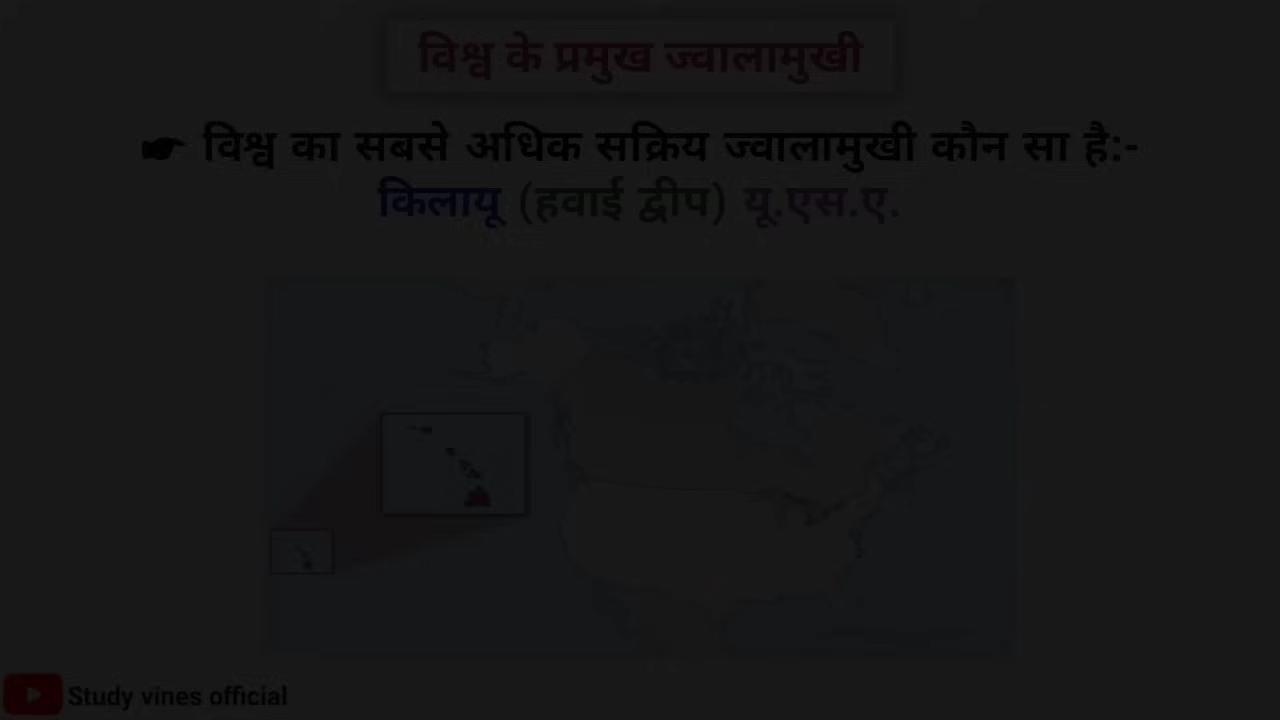 विश्व के प्रमुख ज्वालामुखी
☛ विश्व का सबसे अधिक सक्रिय ज्वालामुखी कौन सा है:-
किलायू (हवाई द्वीप) यू.एस.ए.
Study vines official